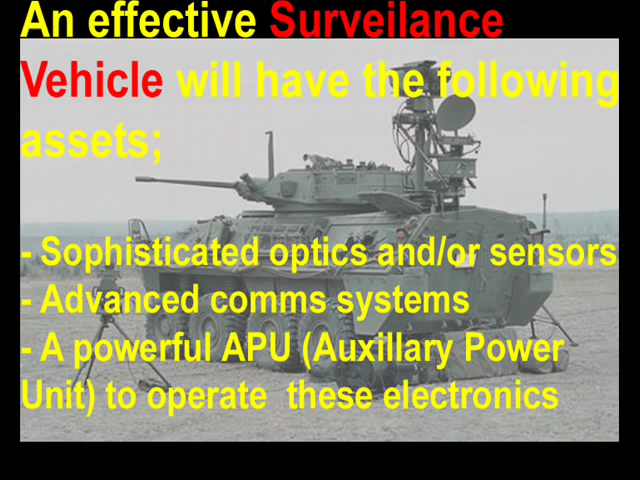 An effective Surveilance
Vehicle will have the following
assets;
- Sophisticated optics and/or sensors
- Advanced comms systems
- A powerful APU (Auxillary Power
Unit) to operate  these electronics